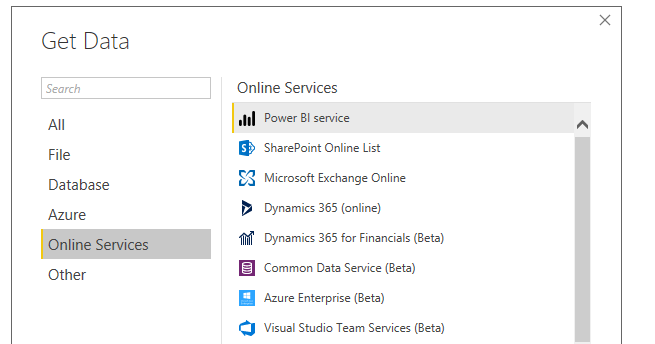 Get Data
Search
All
File
Database
Azure
Online Services
Other
Online Services
Power BI service
SharePoint Online List
Microsoft Exchange Online
Dynamics 365 (online)
Dynamics 365 for Financials (Beta)
Common Data Service (Beta)
Azure Enterprise (Beta)
Visual Studio Team Services (Beta)